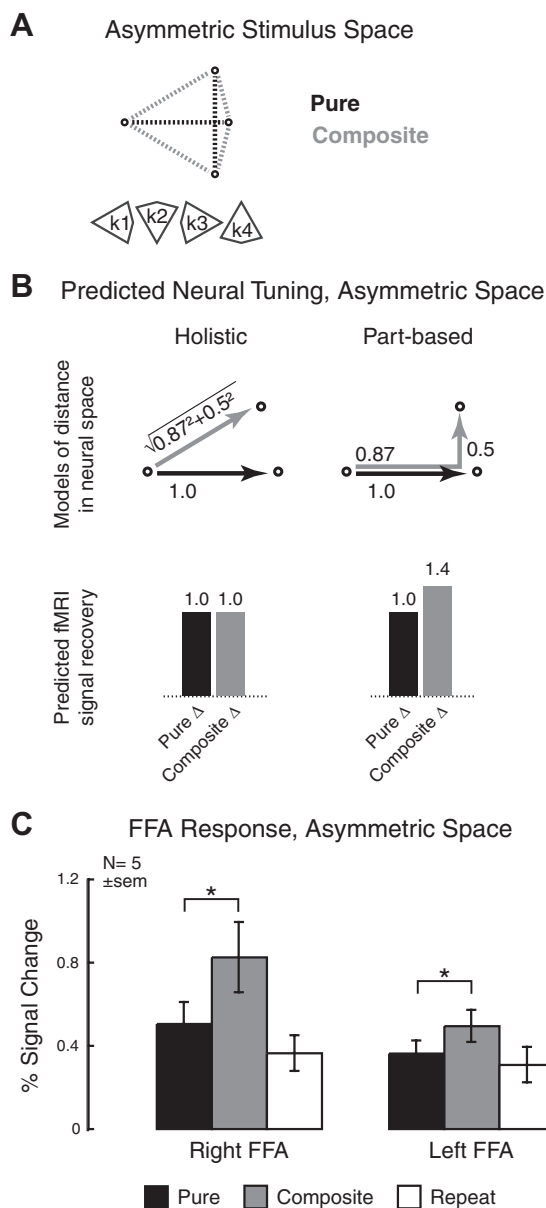 A Asymmetric Stimulus Space
Pure
Composite
k1 k2 k3 k4
B Predicted Neural Tuning, Asymmetric Space
Holistic Part-based
Models of distance
in neural space
√0.87²+0.5²
1.0
0.87
0.5
1.0
Predicted fMRI
signal recovery
1.0 1.0
1.0 1.4
Pure Δ
Composite Δ
Pure Δ
Composite Δ
C FFA Response, Asymmetric Space
N= 5
±sem
% Signal Change
1.2
0.8
0.4
0
*
*
Right FFA Left FFA
Pure Composite Repeat